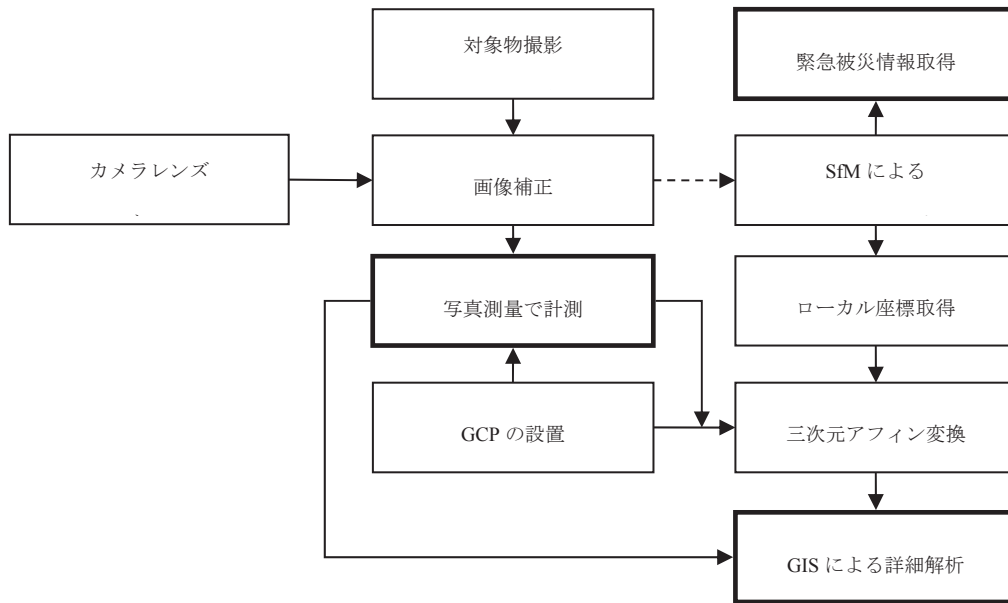 対象物撮影
緊急被災情報取得
カメラレンズ
画像補正
SfM による
写真測量で計測
ローカル座標取得
GCP の設置
三次元アフィン変換
GIS による詳細解析